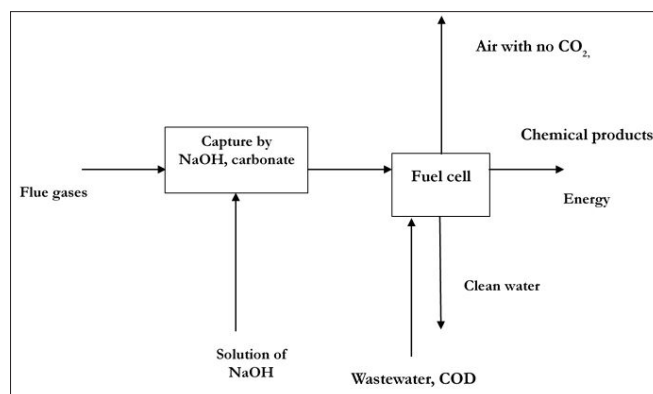 Air with no CO2,
Capture by
NaOH, carbonate
Chemical products
Fuel cell
Flue gases
Energy
Clean water
Solution of
NaOH
Wastewater, COD